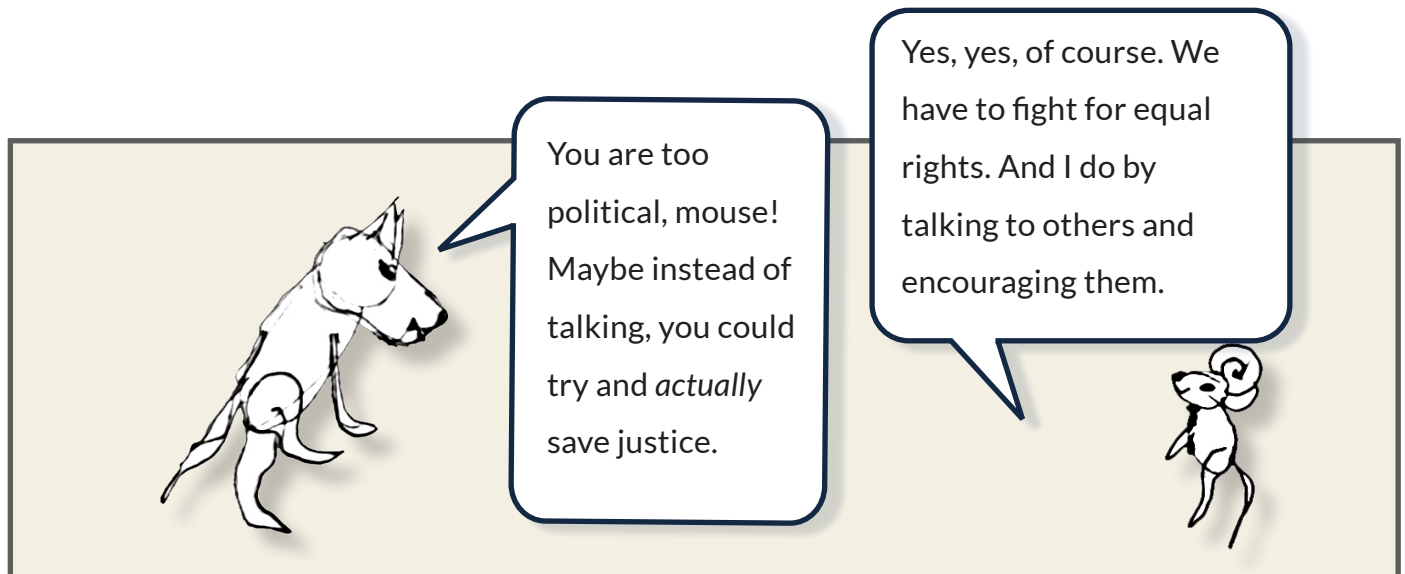 You are too
political, mouse!
Maybe instead of
talking, you could
try and actually
save justice.
Yes, yes, of course. We
have to fight for equal
rights. And I do by
talking to others and
encouraging them.